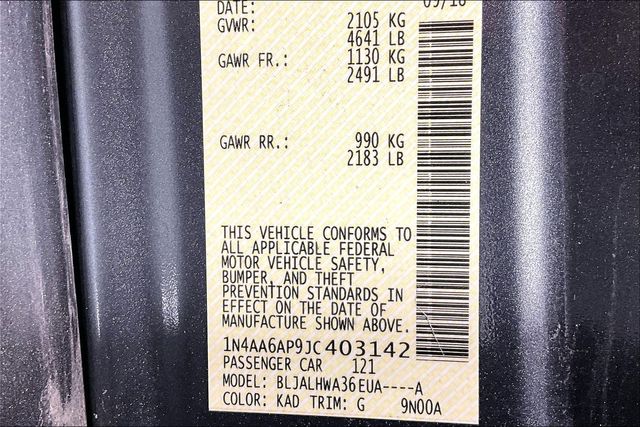 DATE:
GVWR: 2105 KG
4641 LB
GAWR FR.: 1130 KG
2491 LB
GAWR RR.: 990 KG
2183 LB
THIS VEHICLE CONFORMS TO
ALL APPLICABLE FEDERAL
MOTOR VEHICLE SAFETY,
BUMPER, AND THEFT
PREVENTION STANDARDS IN
EFFECT ON THE DATE OF
MANUFACTURE SHOWN ABOVE.
1N4AA6AP9JC403142
PASSENGER CAR 121
MODEL: BLJALHWA36EUA----A
COLOR: KAD TRIM: G 9N00A